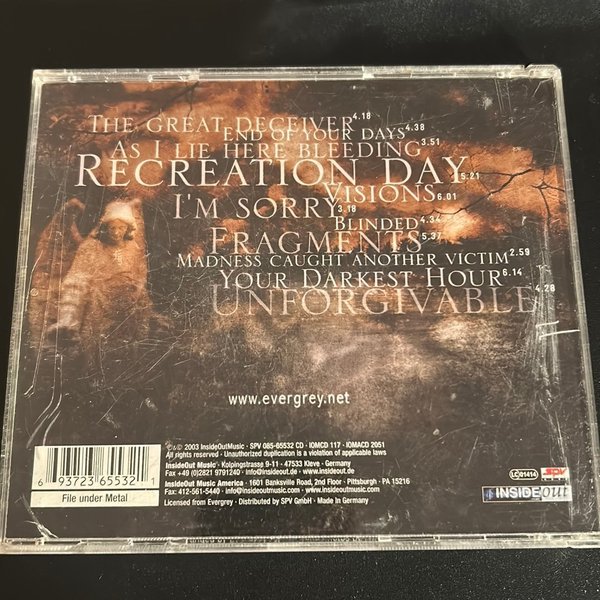 THE GREAT DECEIVER 4.18
END OF YOUR DAYS 4.38
AS I LIE HERE BLEEDING 3.51
RECREATION DAY 5:21
VISIONS 6.01
I'M SORRY 3.18
BLINDED 4.34
FRAGMENTS 5.37
MADNESS CAUGHT ANOTHER VICTIM 2.59
YOUR DARKEST HOUR 6.14
UNFORGIVABLE 4.28
www.evergrey.net
℗&© 2003 InsideOutMusic · SPV 085-65532 CD · IOMCD 117 · IOMACD 2051
All rights reserved. Unauthorized duplication is a violation of applicable laws
InsideOut Music · Kolpingstrasse 9-11 · 47533 Kleve · Germany
Fax +49 (0)2821 9791240 · info@insideout.de · www.insideout.de
InsideOut Music America · 1601 Banksville Road, 2nd Floor · Pittsburgh · PA 15216
Fax: 412-561-5440 · info@insideoutmusic.com · www.insideoutmusic.com
Licensed from Evergrey · Distributed by SPV GmbH · Made In Germany
6 93723 65532 1
File under Metal
LC 01414
SPV
INSIDEOUT